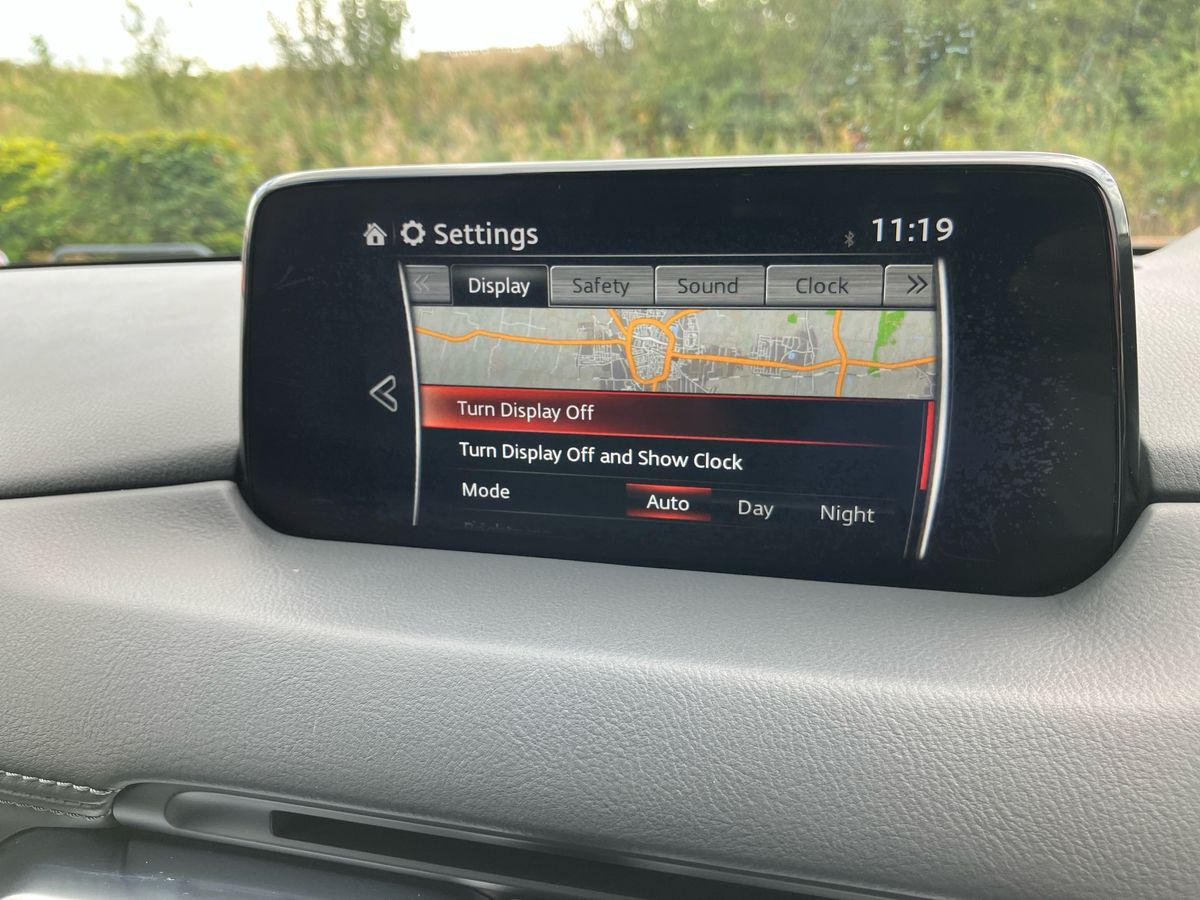 Settings 11:19
Display Safety Sound Clock
Turn Display Off
Turn Display Off and Show Clock
Mode Auto Day Night